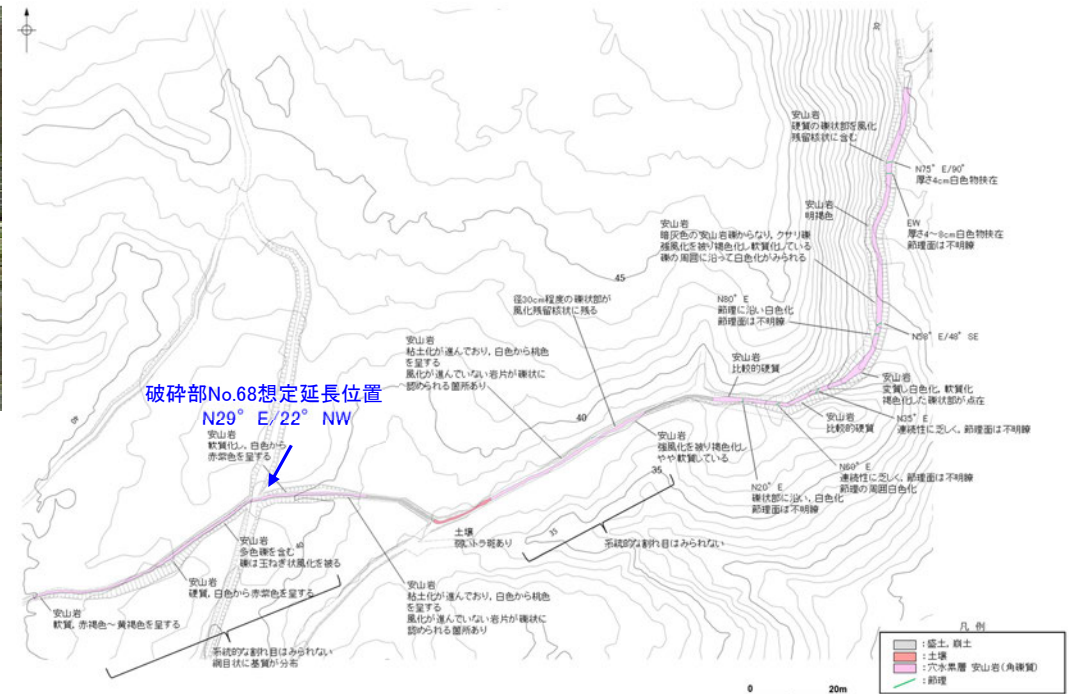 安山岩
硬質の礫状部を風化
残留核状に含む
N75°E/90°
厚さ4cm白色物挟在
安山岩
明褐色
EW
厚さ4～8cm白色物挟在
節理面は不明瞭
安山岩
暗灰色の安山岩礫からなり、クサリ礫
強風化を被り褐色化し軟質化している
礫の周囲に沿って白色化がみられる
30
45
径30cm程度の礫状部が
風化残留核状に残る
N80°E
節理に沿い白色化
節理面は不明瞭
N58°E/48°SE
安山岩
粘土化が進んでおり、白色から桃色
を呈する
風化が進んでいない岩片が礫状に
認められる箇所あり
安山岩
比較的硬質
安山岩
変質し白色化、軟質化
褐色化した礫状部が点在
破砕部No.68想定延長位置
N29°E/22°NW
安山岩
軟質化し、白色から
赤紫色を呈する
40
40
安山岩
比較的硬質
N35°E
連続性に乏しく、節理面は不明瞭
安山岩
強風化を被り褐色化し
やや軟質している
35
N60°E
連続性に乏しく、節理面は不明瞭
節理の周囲白色化
N20°E
礫状部に沿い、白色化
節理面は不明瞭
土壌
弱いトラ斑あり
35
系統的な割れ目はみられない
安山岩
多色礫を含む
礫は玉ねぎ状風化を被る
45
安山岩
硬質、白色から赤紫色を呈する
安山岩
粘土化が進んでおり、白色から桃色
を呈する
風化が進んでいない岩片が礫状に
認められる箇所あり
安山岩
軟質、赤褐色～黄褐色を呈する
系統的な割れ目はみられない
網目状に基質が分布
凡例
:盛土、崩土
:土壌
:穴水累層 安山岩(角礫質)
:節理
0 20m